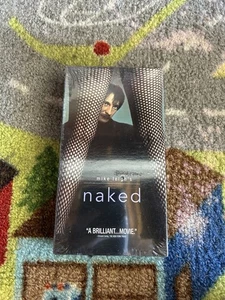 mike leigh's
naked
"A BRILLIANT...MOVIE."